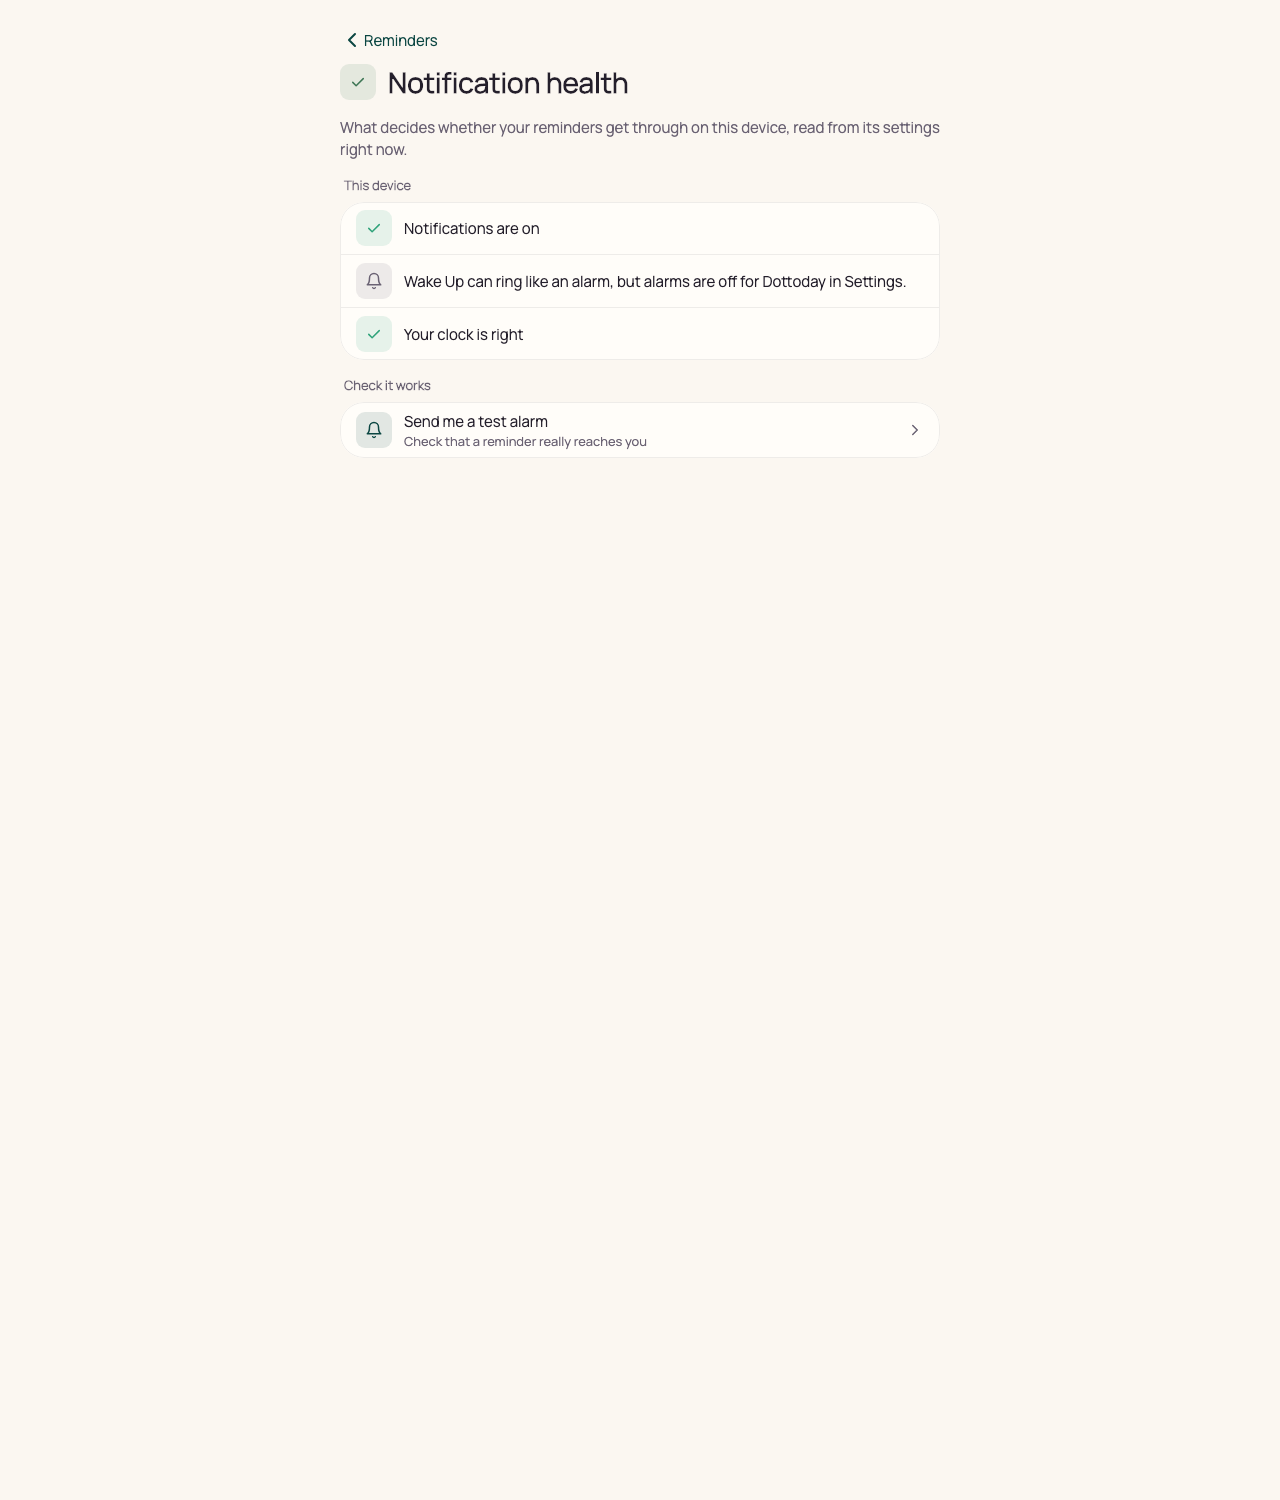 Reminders
Notification health
What decides whether your reminders get through on this device, read from its settings
right now.
This device
Notifications are on
Wake Up can ring like an alarm, but alarms are off for Dottoday in Settings.
Your clock is right
Check it works
Send me a test alarm
Check that a reminder really reaches you